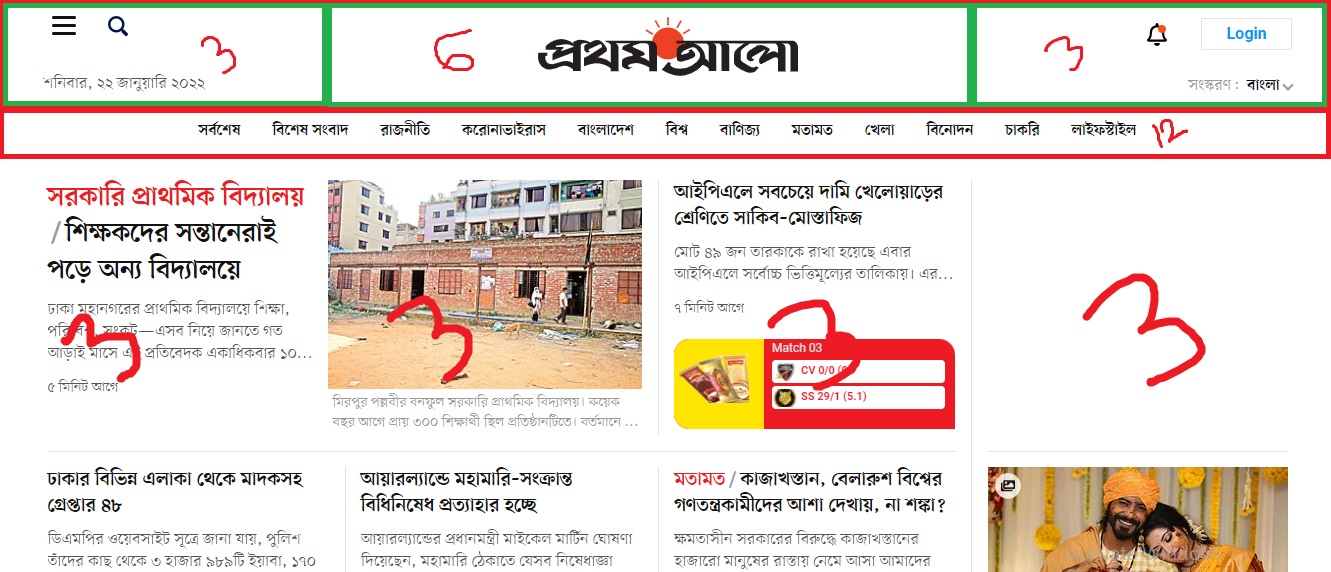 3
6
3
প্রথম আলো
Login
শনিবার, ২২ জানুয়ারি ২০২২
সংস্করণ : বাংলা
সর্বশেষ বিশেষ সংবাদ রাজনীতি করোনাভাইরাস বাংলাদেশ বিশ্ব বাণিজ্য মতামত খেলা বিনোদন চাকরি লাইফস্টাইল 12
সরকারি প্রাথমিক বিদ্যালয়
/ শিক্ষকদের সন্তানেরাই
পড়ে অন্য বিদ্যালয়ে
ঢাকা মহানগরের প্রাথমিক বিদ্যালয়ে শিক্ষা,
সংকট—এসব নিয়ে জানতে গত
আড়াই মাসে এই প্রতিবেদক একাধিকবার ১০...
৫ মিনিট আগে
3
3
মিরপুর পল্লবীর বনফুল সরকারি প্রাথমিক বিদ্যালয়। কয়েক
বছর আগে প্রায় ৩০০ শিক্ষার্থী ছিল প্রতিষ্ঠানটিতে। বর্তমানে ...
আইপিএলে সবচেয়ে দামি খেলোয়াড়ের
শ্রেণিতে সাকিব-মোস্তাফিজ
মোট ৪৯ জন তারকাকে রাখা হয়েছে এবার
আইপিএলে সর্বোচ্চ ভিত্তিমূল্যের তালিকায়। এর...
৭ মিনিট আগে
3
Match 03
CV 0/0
SS 29/1 (5.1)
3
ঢাকার বিভিন্ন এলাকা থেকে মাদকসহ
গ্রেপ্তার ৪৮
ডিএমপির ওয়েবসাইট সূত্রে জানা যায়, পুলিশ
তাঁদের কাছ থেকে ৩ হাজার ৯৮৯টি ইয়াবা, ১৭০
আয়ারল্যান্ডে মহামারি-সংক্রান্ত
বিধিনিষেধ প্রত্যাহার হচ্ছে
আয়ারল্যান্ডের প্রধানমন্ত্রী মাইকেল মার্টিন ঘোষণা
দিয়েছেন, মহামারি ঠেকাতে যেসব নিষেধাজ্ঞা
মতামত / কাজাখস্তান, বেলারুশ বিশ্বের
গণতন্ত্রকামীদের আশা দেখায়, না শঙ্কা?
ক্ষমতাসীন সরকারের বিরুদ্ধে কাজাখস্তানের
হাজারো মানুষের রাস্তায় নেমে আসা আমাদের